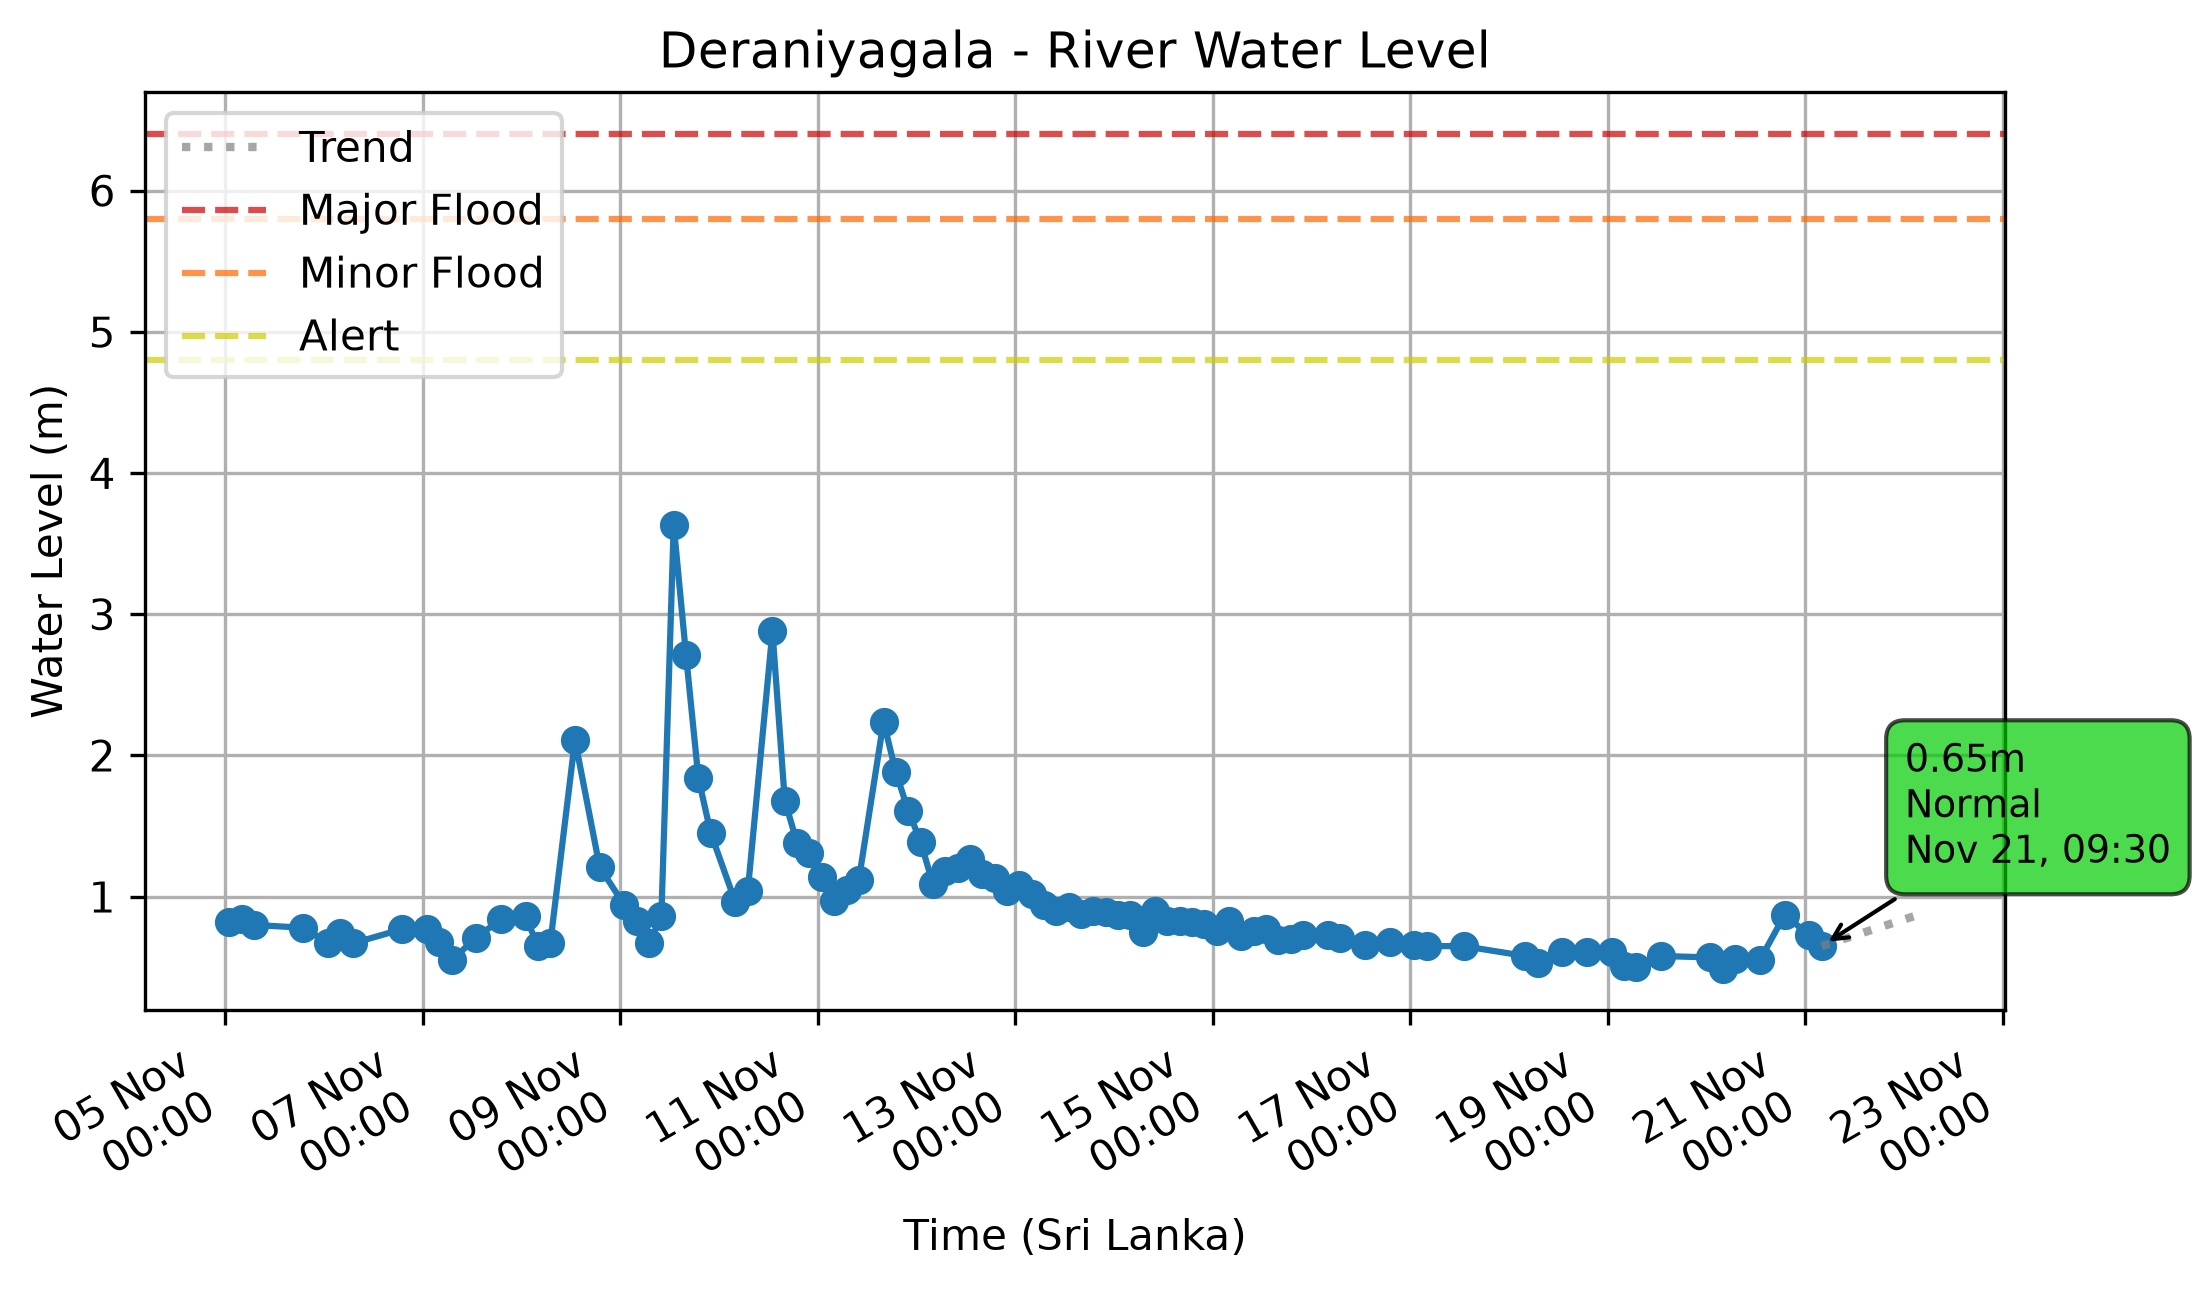 Deraniyagala - River Water Level
Trend
Major Flood
Minor Flood
Alert
Water Level (m)
6
5
4
3
2
1
0.65m
Normal
Nov 21, 09:30
05 Nov
00:00
07 Nov
00:00
09 Nov
00:00
11 Nov
00:00
13 Nov
00:00
15 Nov
00:00
17 Nov
00:00
19 Nov
00:00
21 Nov
00:00
23 Nov
00:00
Time (Sri Lanka)